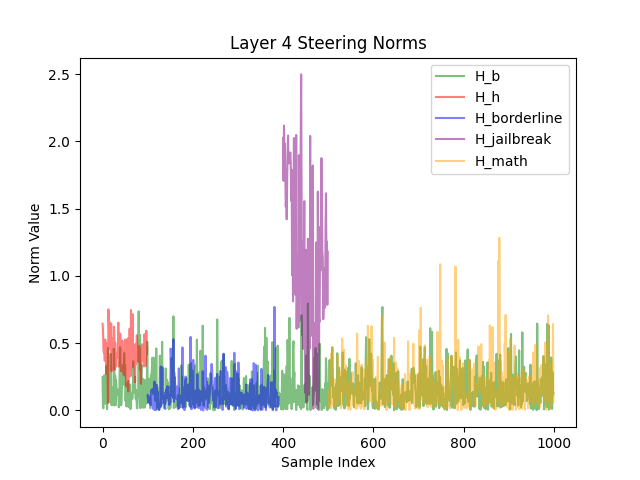 Layer 4 Steering Norms
H_b
H_h
H_borderline
H_jailbreak
H_math
2.5
2.0
1.5
1.0
0.5
0.0
Norm Value
0 200 400 600 800 1000
Sample Index